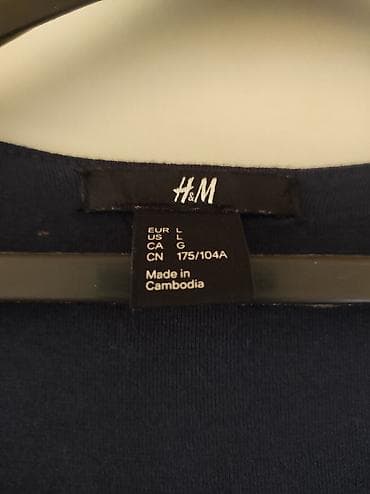 H&M
EUR L
US L
CA G
CN 175/104A
Made in
Cambodia